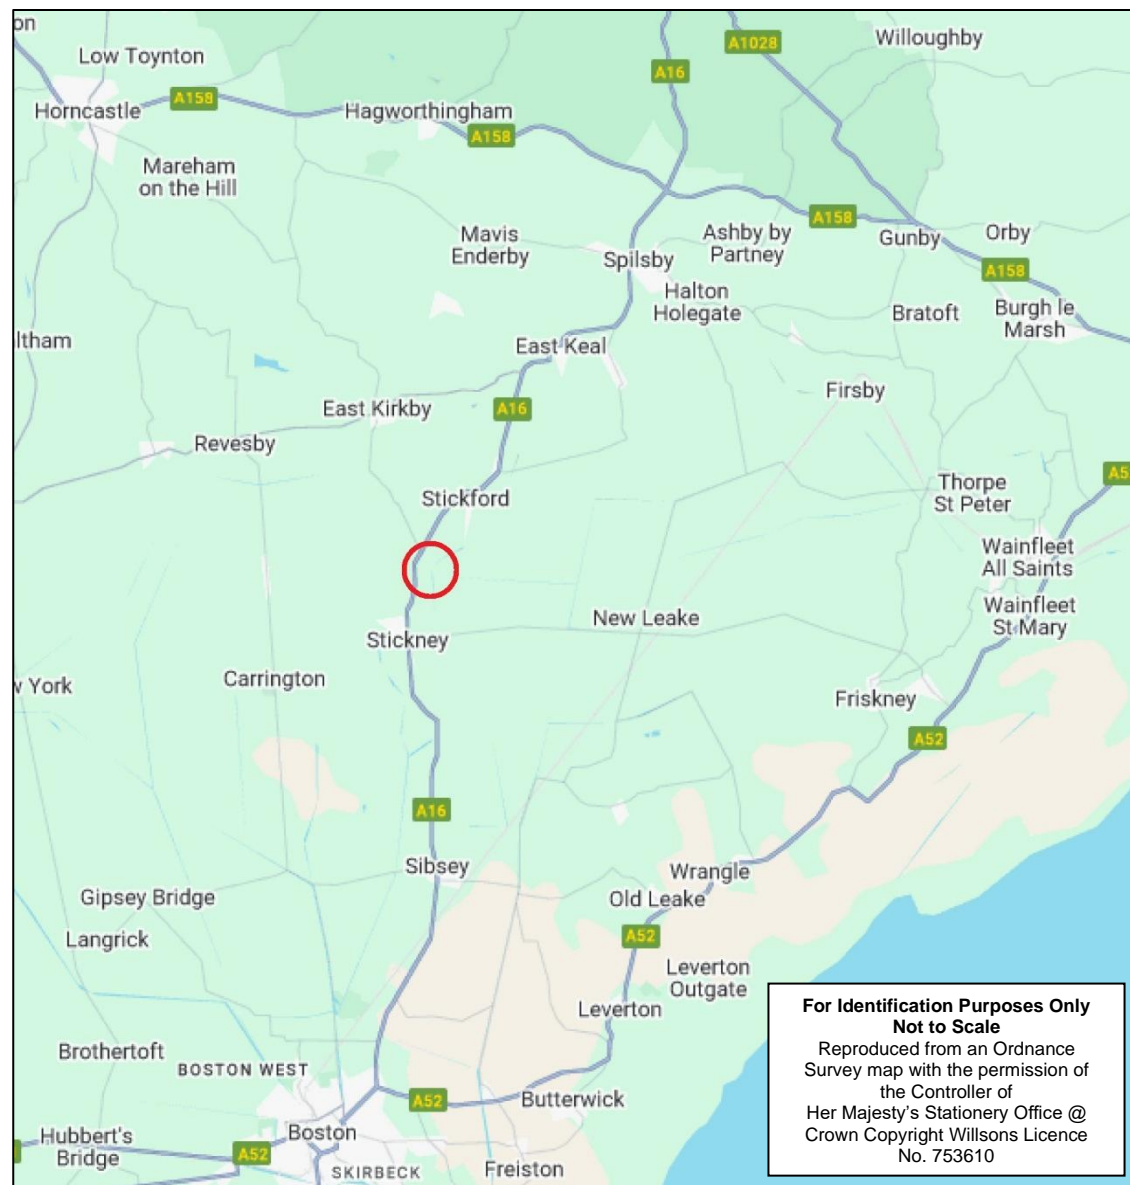 on
Low Toynton
Willoughby
A1028
A16
Horncastle
A158
Hagworthingham
A158
Mareham
on the Hill
Mavis
Enderby
Spilsby
Ashby by
Partney
A158
Gunby
Orby
A158
Halton
Holegate
Bratoft
Burgh le
Marsh
ltham
East Keal
Firsby
East Kirkby
A16
Revesby
Stickford
A5
Thorpe
St Peter
Wainfleet
All Saints
Wainfleet
St Mary
New Leake
Stickney
w York
Carrington
Friskney
A52
A16
Sibsey
Wrangle
Gipsey Bridge
Old Leake
Langrick
A52
Leverton
Outgate
Leverton
Brothertoft
BOSTON WEST
A52
Butterwick
Hubbert's
Bridge
A52
Boston
SKIRBECK
Freiston
For Identification Purposes Only
Not to Scale
Reproduced from an Ordnance
Survey map with the permission of
the Controller of
Her Majesty's Stationery Office @
Crown Copyright Willsons Licence
No. 753610